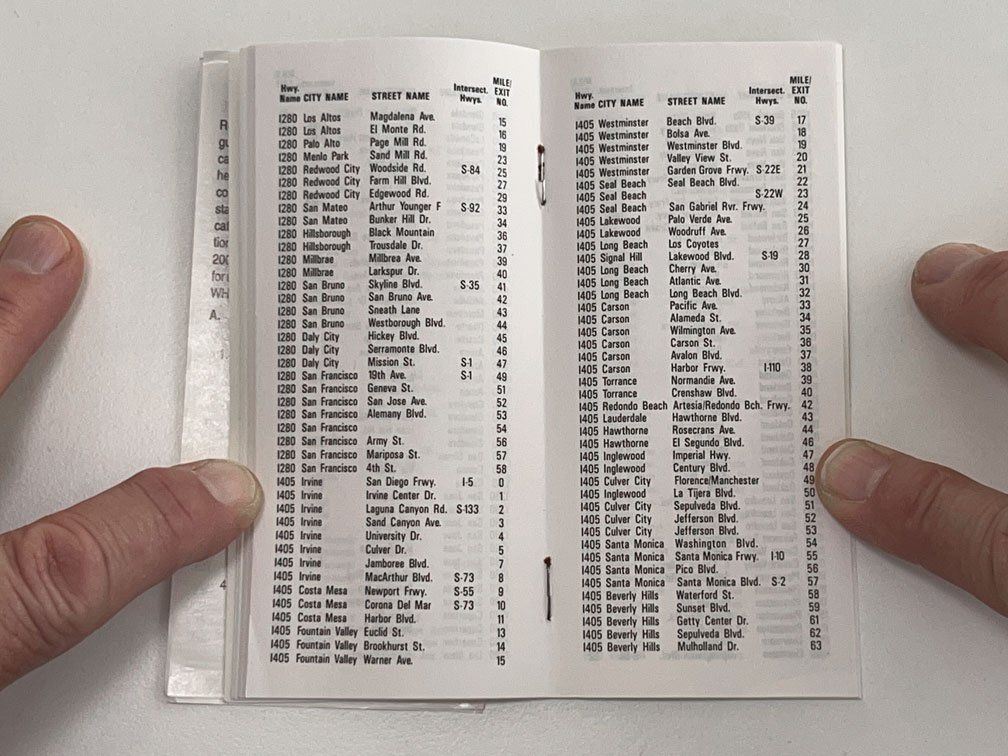 Hwy. Name CITY NAME STREET NAME Intersect. Hwys. MILE/ EXIT NO.
I280 Los Altos Magdalena Ave. 15
I280 Los Altos El Monte Rd. 16
I280 Palo Alto Page Mill Rd. 19
I280 Menlo Park Sand Mill Rd. 23
I280 Redwood City Woodside Rd. S-84 25
I280 Redwood City Farm Hill Blvd. 27
I280 Redwood City Edgewood Rd. 29
I280 San Mateo Arthur Younger F S-92 33
I280 San Mateo Bunker Hill Dr. 34
I280 Hillsborough Black Mountain 36
I280 Hillsborough Trousdale Dr. 37
I280 Millbrae Millbrea Ave. 39
I280 Millbrae Larkspur Dr. 40
I280 San Bruno Skyline Blvd. S-35 41
I280 San Bruno San Bruno Ave. 42
I280 San Bruno Sneath Lane 43
I280 San Bruno Westborough Blvd. 44
I280 Daly City Hickey Blvd. 45
I280 Daly City Serramonte Blvd. 46
I280 Daly City Mission St. S-1 47
I280 San Francisco 19th Ave. S-1 49
I280 San Francisco Geneva St. 51
I280 San Francisco San Jose Ave. 52
I280 San Francisco Alemany Blvd. 53
I280 San Francisco 54
I280 San Francisco Army St. 56
I280 San Francisco Mariposa St. 57
I280 San Francisco 4th St. 58
I405 Irvine San Diego Frwy. I-5 0
I405 Irvine Irvine Center Dr. 1
I405 Irvine Laguna Canyon Rd. S-133 2
I405 Irvine Sand Canyon Ave. 3
I405 Irvine University Dr. 4
I405 Irvine Culver Dr. 5
I405 Irvine Jamboree Blvd. 7
I405 Irvine MacArthur Blvd. S-73 8
I405 Costa Mesa Newport Frwy. S-55 9
I405 Costa Mesa Corona Del Mar S-73 10
I405 Costa Mesa Harbor Blvd. 11
I405 Fountain Valley Euclid St. 13
I405 Fountain Valley Brookhurst St. 14
I405 Fountain Valley Warner Ave. 15
Hwy. Name CITY NAME STREET NAME Intersect. Hwys. MILE/ EXIT NO.
I405 Westminster Beach Blvd. S-39 17
I405 Westminster Bolsa Ave. 18
I405 Westminster Westminster Blvd. 19
I405 Westminster Valley View St. 20
I405 Westminster Garden Grove Frwy. S-22E 21
I405 Seal Beach Seal Beach Blvd. 22
I405 Seal Beach S-22W 23
I405 Seal Beach San Gabriel Rvr. Frwy. 24
I405 Lakewood Palo Verde Ave. 25
I405 Lakewood Woodruff Ave. 26
I405 Long Beach Los Coyotes 27
I405 Signal Hill Lakewood Blvd. S-19 28
I405 Long Beach Cherry Ave. 30
I405 Long Beach Atlantic Ave. 31
I405 Long Beach Long Beach Blvd. 32
I405 Carson Pacific Ave. 33
I405 Carson Alameda St. 34
I405 Carson Wilmington Ave. 35
I405 Carson Carson St. 36
I405 Carson Avalon Blvd. 37
I405 Carson Harbor Frwy. I-110 38
I405 Torrance Normandie Ave. 39
I405 Torrance Crenshaw Blvd. 40
I405 Redondo Beach Artesia/Redondo Bch. Frwy. 42
I405 Lauderdale Hawthorne Blvd. 43
I405 Hawthorne Rosecrans Ave. 44
I405 Hawthorne El Segundo Blvd. 46
I405 Inglewood Imperial Hwy. 47
I405 Inglewood Century Blvd. 48
I405 Culver City Florence/Manchester 49
I405 Inglewood La Tijera Blvd. 50
I405 Culver City Sepulveda Blvd. 51
I405 Culver City Jefferson Blvd. 52
I405 Culver City Jefferson Blvd. 53
I405 Santa Monica Washington Blvd. 54
I405 Santa Monica Santa Monica Frwy. I-10 55
I405 Santa Monica Pico Blvd. 56
I405 Santa Monica Santa Monica Blvd. S-2 57
I405 Beverly Hills Waterford St. 58
I405 Beverly Hills Sunset Blvd. 59
I405 Beverly Hills Getty Center Dr. 61
I405 Beverly Hills Sepulveda Blvd. 62
I405 Beverly Hills Mulholland Dr. 63